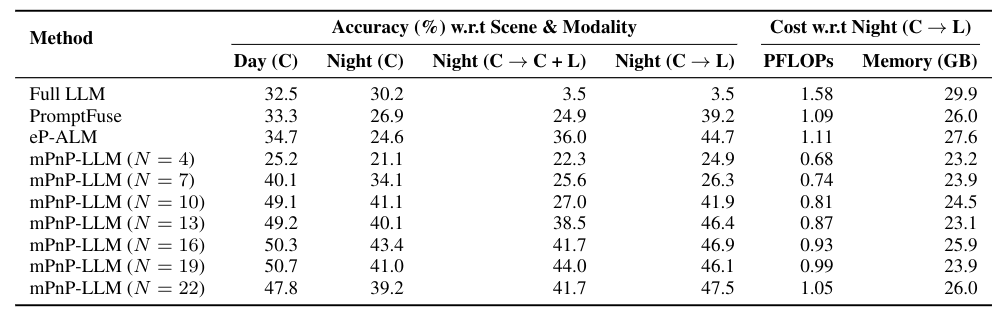 Method Accuracy (%) w.r.t Scene & Modality Cost w.r.t Night (C → L)
Day (C) Night (C) Night (C → C + L) Night (C → L) PFLOPs Memory (GB)
Full LLM 32.5 30.2 3.5 3.5 1.58 29.9
PromptFuse 33.3 26.9 24.9 39.2 1.09 26.0
eP-ALM 34.7 24.6 36.0 44.7 1.11 27.6
mPnP-LLM (N = 4) 25.2 21.1 22.3 24.9 0.68 23.2
mPnP-LLM (N = 7) 40.1 34.1 25.6 26.3 0.74 23.9
mPnP-LLM (N = 10) 49.1 41.1 27.0 41.9 0.81 24.5
mPnP-LLM (N = 13) 49.2 40.1 38.5 46.4 0.87 23.1
mPnP-LLM (N = 16) 50.3 43.4 41.7 46.9 0.93 25.9
mPnP-LLM (N = 19) 50.7 41.0 44.0 46.1 0.99 23.9
mPnP-LLM (N = 22) 47.8 39.2 41.7 47.5 1.05 26.0